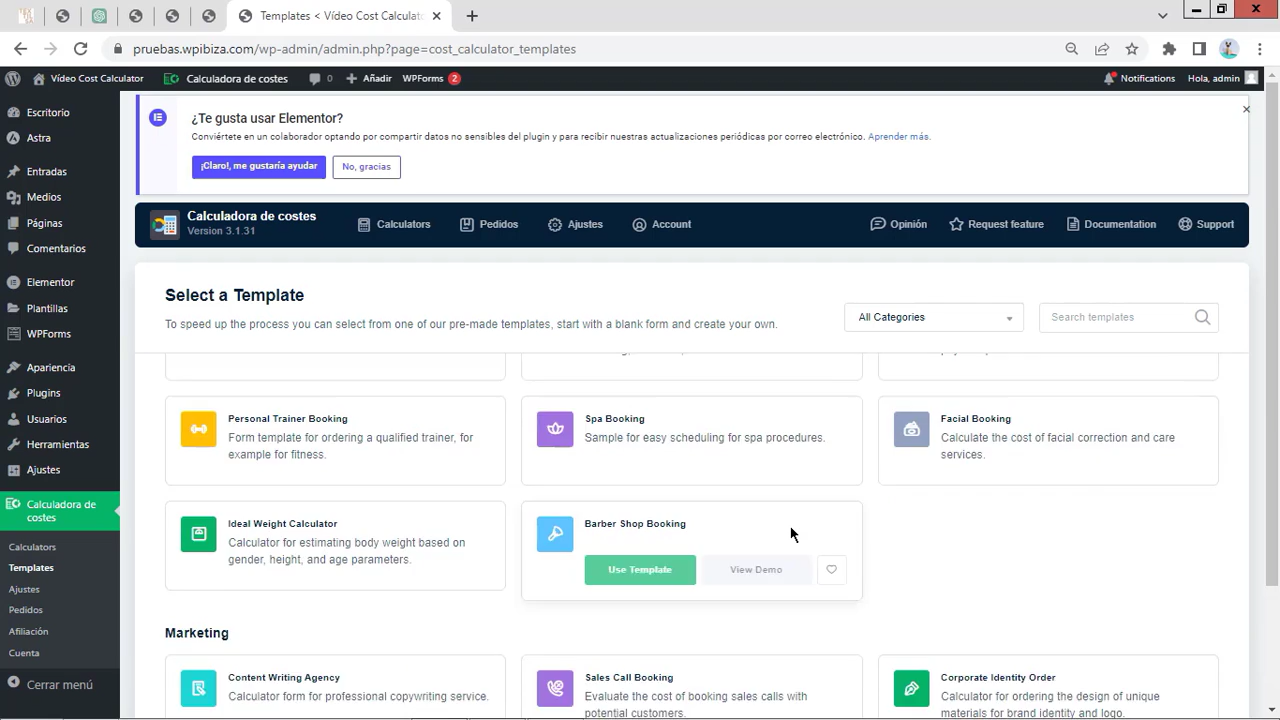 Templates < Vídeo Cost Calculat
pruebas.wpibiza.com/wp-admin/admin.php?page=cost_calculator_templates
Vídeo Cost Calculator
Calculadora de costes
0
Añadir
WPForms 2
Notifications
Hola, admin
Escritorio
Astra
Entradas
Medios
Páginas
Comentarios
Elementor
Plantillas
WPForms
Apariencia
Plugins
Usuarios
Herramientas
Ajustes
Calculadora de
costes
Calculators
Templates
Ajustes
Pedidos
Afiliación
Cuenta
Cerrar menú
¿Te gusta usar Elementor?
Conviértete en un colaborador optando por compartir datos no sensibles del plugin y para recibir nuestras actualizaciones periódicas por correo electrónico. Aprender más.
¡Claro!, me gustaría ayudar
No, gracias
Calculadora de costes
Version 3.1.31
Calculators
Pedidos
Ajustes
Account
Opinión
Request feature
Documentation
Support
Select a Template
To speed up the process you can select from one of our pre-made templates, start with a blank form and create your own.
All Categories
Search templates
Personal Trainer Booking
Form template for ordering a qualified trainer, for
example for fitness.
Spa Booking
Sample for easy scheduling for spa procedures.
Facial Booking
Calculate the cost of facial correction and care
services.
Ideal Weight Calculator
Calculator for estimating body weight based on
gender, height, and age parameters.
Barber Shop Booking
Use Template
View Demo
Marketing
Content Writing Agency
Calculator form for professional copywriting service.
Sales Call Booking
Evaluate the cost of booking sales calls with
potential customers.
Corporate Identity Order
Calculator for ordering the design of unique
materials for brand identity and logo.